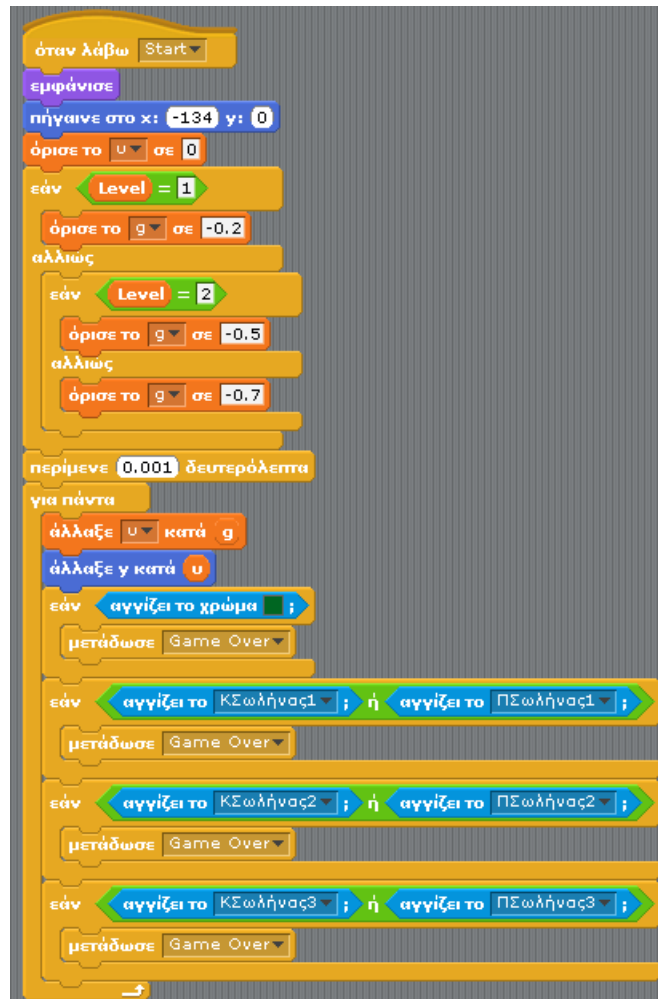 όταν λάβω Start
εμφάνισε
πήγαινε στο x: -134 y: 0
όρισε το υ σε 0
εάν Level = 1
όρισε το g σε -0.2
αλλιώς
εάν Level = 2
όρισε το g σε -0.5
αλλιώς
όρισε το g σε -0.7
περίμενε 0.001 δευτερόλεπτα
για πάντα
άλλαξε υ κατά g
άλλαξε y κατά υ
εάν αγγίζει το χρώμα ;
μετάδωσε Game Over
εάν αγγίζει το ΚΣωλήνας1 ; ή αγγίζει το ΠΣωλήνας1 ;
μετάδωσε Game Over
εάν αγγίζει το ΚΣωλήνας2 ; ή αγγίζει το ΠΣωλήνας2 ;
μετάδωσε Game Over
εάν αγγίζει το ΚΣωλήνας3 ; ή αγγίζει το ΠΣωλήνας3 ;
μετάδωσε Game Over